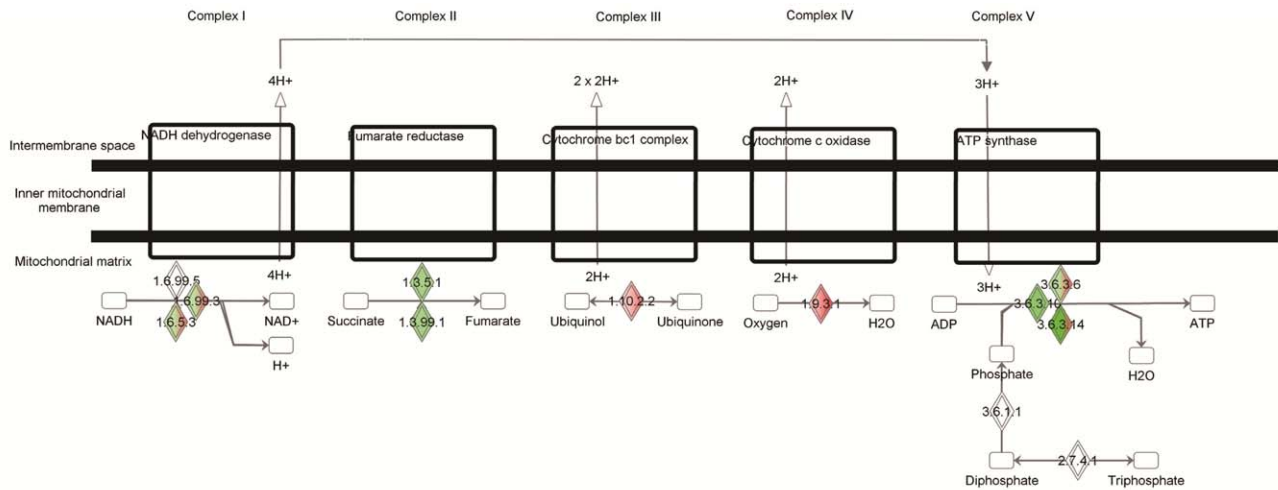 Complex I
Complex II
Complex III
Complex IV
Complex V
4H+
2 x 2H+
2H+
3H+
NADH dehydrogenase
Fumarate reductase
Cytochrome bc1 complex
Cytochrome c oxidase
ATP synthase
Intermembrane space
Inner mitochondrial
membrane
Mitochondrial matrix
4H+
2H+
2H+
3H+
1.6.99.5
1.6.99.3
1.6.5.3
NADH
NAD+
H+
1.3.5.1
1.3.99.1
Succinate
Fumarate
1.10.2.2
Ubiquinol
Ubiquinone
1.9.3.1
Oxygen
H2O
3.6.3.6
3.6.3.10
3.6.3.14
ADP
ATP
Phosphate
H2O
3.6.1.1
2.7.4.1
Diphosphate
Triphosphate